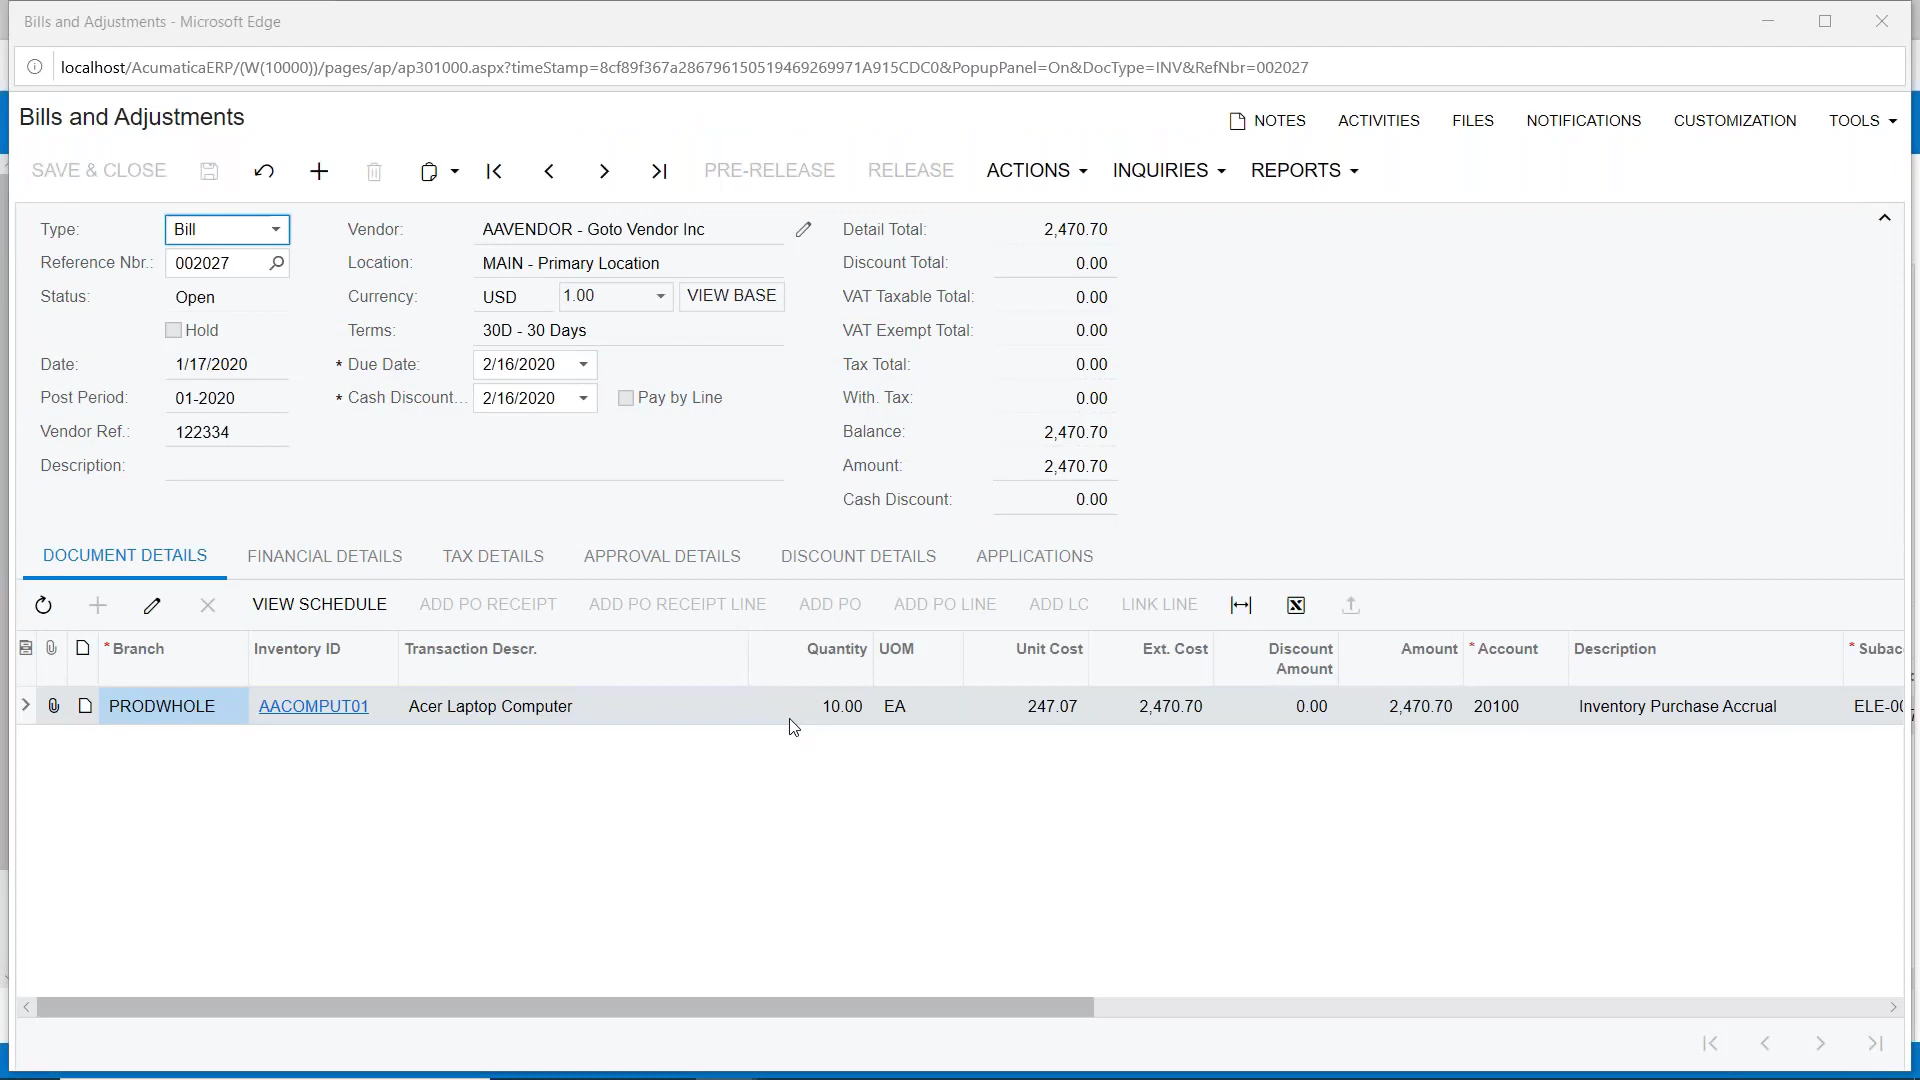 Bills and Adjustments - Microsoft Edge
localhost/AcumaticaERP/(W(10000))/pages/ap/ap301000.aspx?timeStamp=8cf89f367a286796150519469269971A915CDC0&PopupPanel=On&DocType=INV&RefNbr=002027
Bills and Adjustments
NOTES ACTIVITIES FILES NOTIFICATIONS CUSTOMIZATION TOOLS
SAVE & CLOSE PRE-RELEASE RELEASE ACTIONS INQUIRIES REPORTS
Type: Bill Vendor: AAVENDOR - Goto Vendor Inc Detail Total: 2,470.70
Reference Nbr.: 002027 Location: MAIN - Primary Location Discount Total: 0.00
Status: Open Currency: USD 1.00 VIEW BASE VAT Taxable Total: 0.00
Hold Terms: 30D - 30 Days VAT Exempt Total: 0.00
Date: 1/17/2020 * Due Date: 2/16/2020 Tax Total: 0.00
Post Period: 01-2020 * Cash Discount... 2/16/2020 Pay by Line With. Tax: 0.00
Vendor Ref.: 122334 Balance: 2,470.70
Description: Amount: 2,470.70
Cash Discount: 0.00
DOCUMENT DETAILS FINANCIAL DETAILS TAX DETAILS APPROVAL DETAILS DISCOUNT DETAILS APPLICATIONS
VIEW SCHEDULE ADD PO RECEIPT ADD PO RECEIPT LINE ADD PO ADD PO LINE ADD LC LINK LINE
* Branch Inventory ID Transaction Descr. Quantity UOM Unit Cost Ext. Cost Discount Amount Amount * Account Description * Subac
PRODWHOLE AACOMPUT01 Acer Laptop Computer 10.00 EA 247.07 2,470.70 0.00 2,470.70 20100 Inventory Purchase Accrual ELE-00